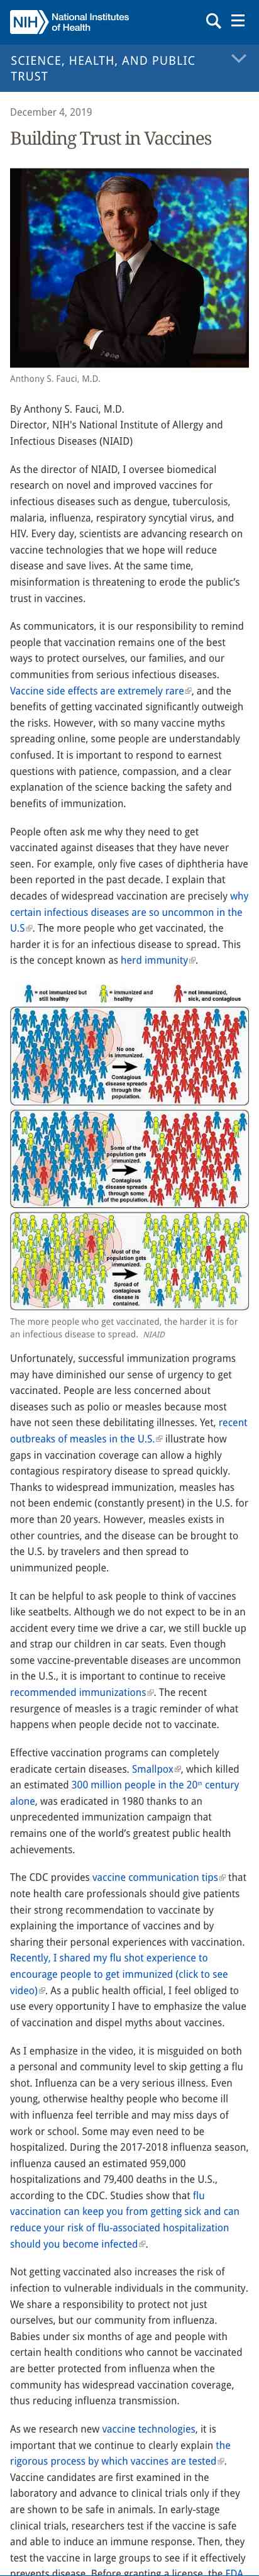 NIH National Institutes
of Health
SCIENCE, HEALTH, AND PUBLIC
TRUST
December 4, 2019
Building Trust in Vaccines
Anthony S. Fauci, M.D.
By Anthony S. Fauci, M.D.
Director, NIH's National Institute of Allergy and
Infectious Diseases (NIAID)
As the director of NIAID, I oversee biomedical
research on novel and improved vaccines for
infectious diseases such as dengue, tuberculosis,
malaria, influenza, respiratory syncytial virus, and
HIV. Every day, scientists are advancing research on
vaccine technologies that we hope will reduce
disease and save lives. At the same time,
misinformation is threatening to erode the public's
trust in vaccines.
As communicators, it is our responsibility to remind
people that vaccination remains one of the best
ways to protect ourselves, our families, and our
communities from serious infectious diseases.
Vaccine side effects are extremely rare, and the
benefits of getting vaccinated significantly outweigh
the risks. However, with so many vaccine myths
spreading online, some people are understandably
confused. It is important to respond to earnest
questions with patience, compassion, and a clear
explanation of the science backing the safety and
benefits of immunization.
People often ask me why they need to get
vaccinated against diseases that they have never
seen. For example, only five cases of diphtheria have
been reported in the past decade. I explain that
decades of widespread vaccination are precisely why
certain infectious diseases are so uncommon in the
U.S. The more people who get vaccinated, the
harder it is for an infectious disease to spread. This
is the concept known as herd immunity.
= not immunized but still healthy
= immunized and healthy
= not immunized, sick, and contagious
No one
is immunized.
Contagious
disease spreads
through the
population.
Some of the
population gets
immunized.
Contagious
disease spreads
through some
of the population.
Most of the
population gets
immunized.
Spread of
contagious
disease is
contained.
The more people who get vaccinated, the harder it is for
an infectious disease to spread. NIAID
Unfortunately, successful immunization programs
may have diminished our sense of urgency to get
vaccinated. People are less concerned about
diseases such as polio or measles because most
have not seen these debilitating illnesses. Yet, recent
outbreaks of measles in the U.S. illustrate how
gaps in vaccination coverage can allow a highly
contagious respiratory disease to spread quickly.
Thanks to widespread immunization, measles has
not been endemic (constantly present) in the U.S. for
more than 20 years. However, measles exists in
other countries, and the disease can be brought to
the U.S. by travelers and then spread to
unimmunized people.
It can be helpful to ask people to think of vaccines
like seatbelts. Although we do not expect to be in an
accident every time we drive a car, we still buckle up
and strap our children in car seats. Even though
some vaccine-preventable diseases are uncommon
in the U.S., it is important to continue to receive
recommended immunizations. The recent
resurgence of measles is a tragic reminder of what
happens when people decide not to vaccinate.
Effective vaccination programs can completely
eradicate certain diseases. Smallpox, which killed
an estimated 300 million people in the 20th century
alone, was eradicated in 1980 thanks to an
unprecedented immunization campaign that
remains one of the world's greatest public health
achievements.
The CDC provides vaccine communication tips that
note health care professionals should give patients
their strong recommendation to vaccinate by
explaining the importance of vaccines and by
sharing their personal experiences with vaccination.
Recently, I shared my flu shot experience to
encourage people to get immunized (click to see
video). As a public health official, I feel obliged to
use every opportunity I have to emphasize the value
of vaccination and dispel myths about vaccines.
As I emphasize in the video, it is misguided on both
a personal and community level to skip getting a flu
shot. Influenza can be a very serious illness. Even
young, otherwise healthy people who become ill
with influenza feel terrible and may miss days of
work or school. Some may even need to be
hospitalized. During the 2017-2018 influenza season,
influenza caused an estimated 959,000
hospitalizations and 79,400 deaths in the U.S.,
according to the CDC. Studies show that flu
vaccination can keep you from getting sick and can
reduce your risk of flu-associated hospitalization
should you become infected.
Not getting vaccinated also increases the risk of
infection to vulnerable individuals in the community.
We share a responsibility to protect not just
ourselves, but our community from influenza.
Babies under six months of age and people with
certain health conditions who cannot be vaccinated
are better protected from influenza when the
community has widespread vaccination coverage,
thus reducing influenza transmission.
As we research new vaccine technologies, it is
important that we continue to clearly explain the
rigorous process by which vaccines are tested.
Vaccine candidates are first examined in the
laboratory and advance to clinical trials only if they
are shown to be safe in animals. In early-stage
clinical trials, researchers test if the vaccine is safe
and able to induce an immune response. Then, they
test the vaccine in large groups to see if it effectively
prevents disease. Before granting a license, the FDA